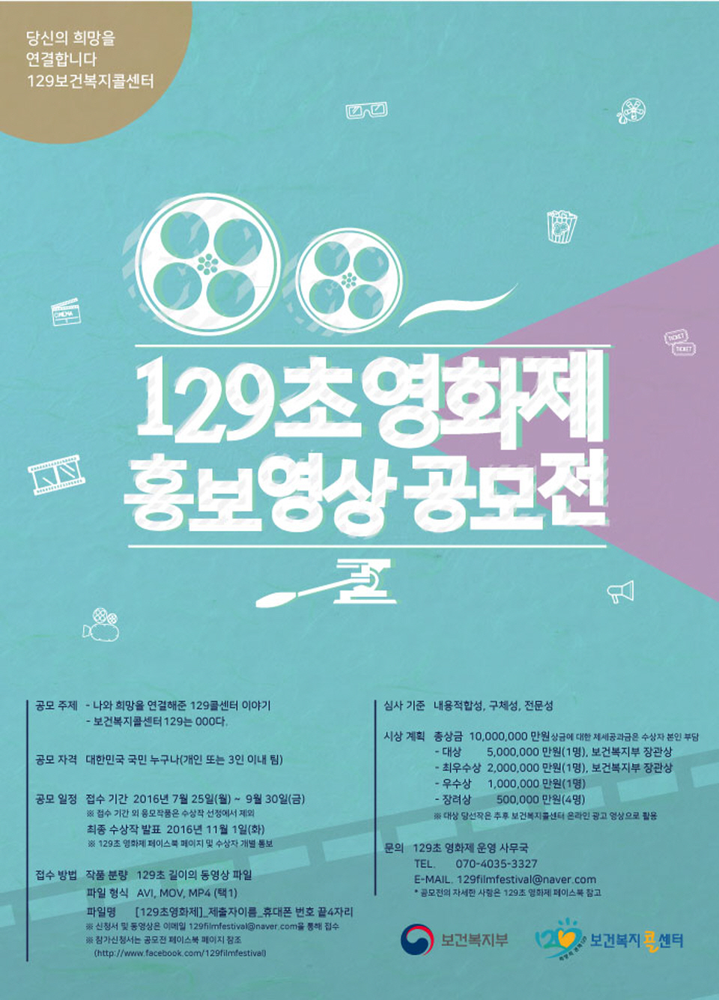 당신의 희망을
연결합니다
129보건복지콜센터
CINEMA
TICKET
TICKET
129초영화제
홍보영상 공모전
공모 주제 - 나와 희망을 연결해준 129콜센터 이야기
- 보건복지콜센터 129는 000다.
공모 자격 대한민국 국민 누구나(개인 또는 3인 이내 팀)
공모 일정 접수 기간 2016년 7월 25일(월) ~ 9월 30일(금)
※ 접수 기간 외 응모작품은 수상작 선정에서 제외
최종 수상작 발표 2016년 11월 1일(화)
※ 129초 영화제 페이스북 페이지 및 수상자 개별 통보
접수 방법 작품 분량 129초 길이의 동영상 파일
파일 형식 AVI, MOV, MP4 (택1)
파일명 [129초영화제]_제출자이름_휴대폰 번호 끝4자리
※ 신청서 및 동영상은 이메일 129filmfestival@naver.com을 통해 접수
※ 참가신청서는 공모전 페이스북 페이지 참조
(http://www.facebook.com/129filmfestival)
심사 기준 내용적합성, 구체성, 전문성
시상 계획 총상금 10,000,000 만원 상금에 대한 제세공과금은 수상자 본인 부담
- 대상 5,000,000 만원(1명), 보건복지부 장관상
- 최우수상 2,000,000 만원(1명), 보건복지부 장관상
- 우수상 1,000,000 만원(1명)
- 장려상 500,000 만원(4명)
※ 대상 당선작은 추후 보건복지콜센터 온라인 광고 영상으로 활용
문의 129초 영화제 운영 사무국
TEL. 070-4035-3327
E-MAIL. 129filmfestival@naver.com
* 공모전의 자세한 사항은 129초 영화제 페이스북 참고
보건복지부
129 보건복지콜센터